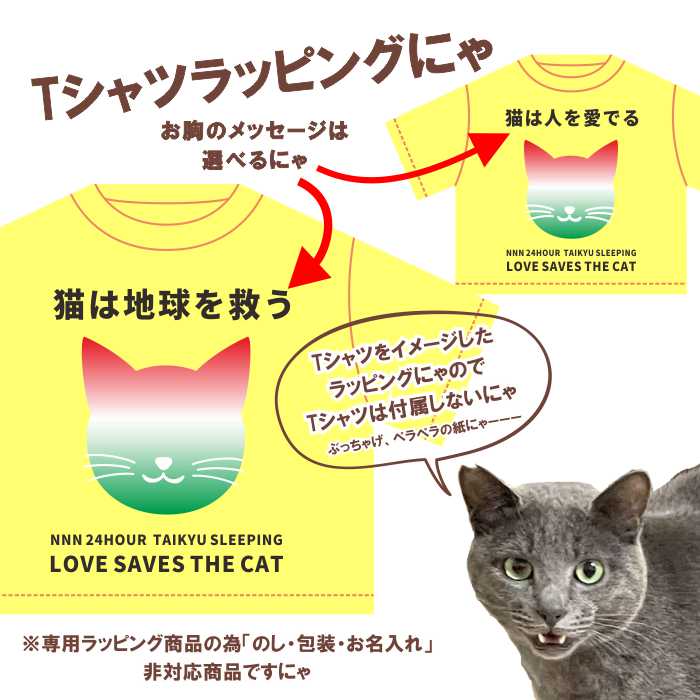 Tシャツラッピングにゃ
お胸のメッセージは
選べるにゃ
猫は人を愛でる
NNN 24HOUR TAIKYU SLEEPING
LOVE SAVES THE CAT
猫は地球を救う
NNN 24HOUR TAIKYU SLEEPING
LOVE SAVES THE CAT
Tシャツをイメージした
ラッピングにゃので
Tシャツは付属しないにゃ
ぶっちゃけ、ペラペラの紙にゃーーー
※専用ラッピング商品の為「のし・包装・お名入れ」
非対応商品ですにゃ